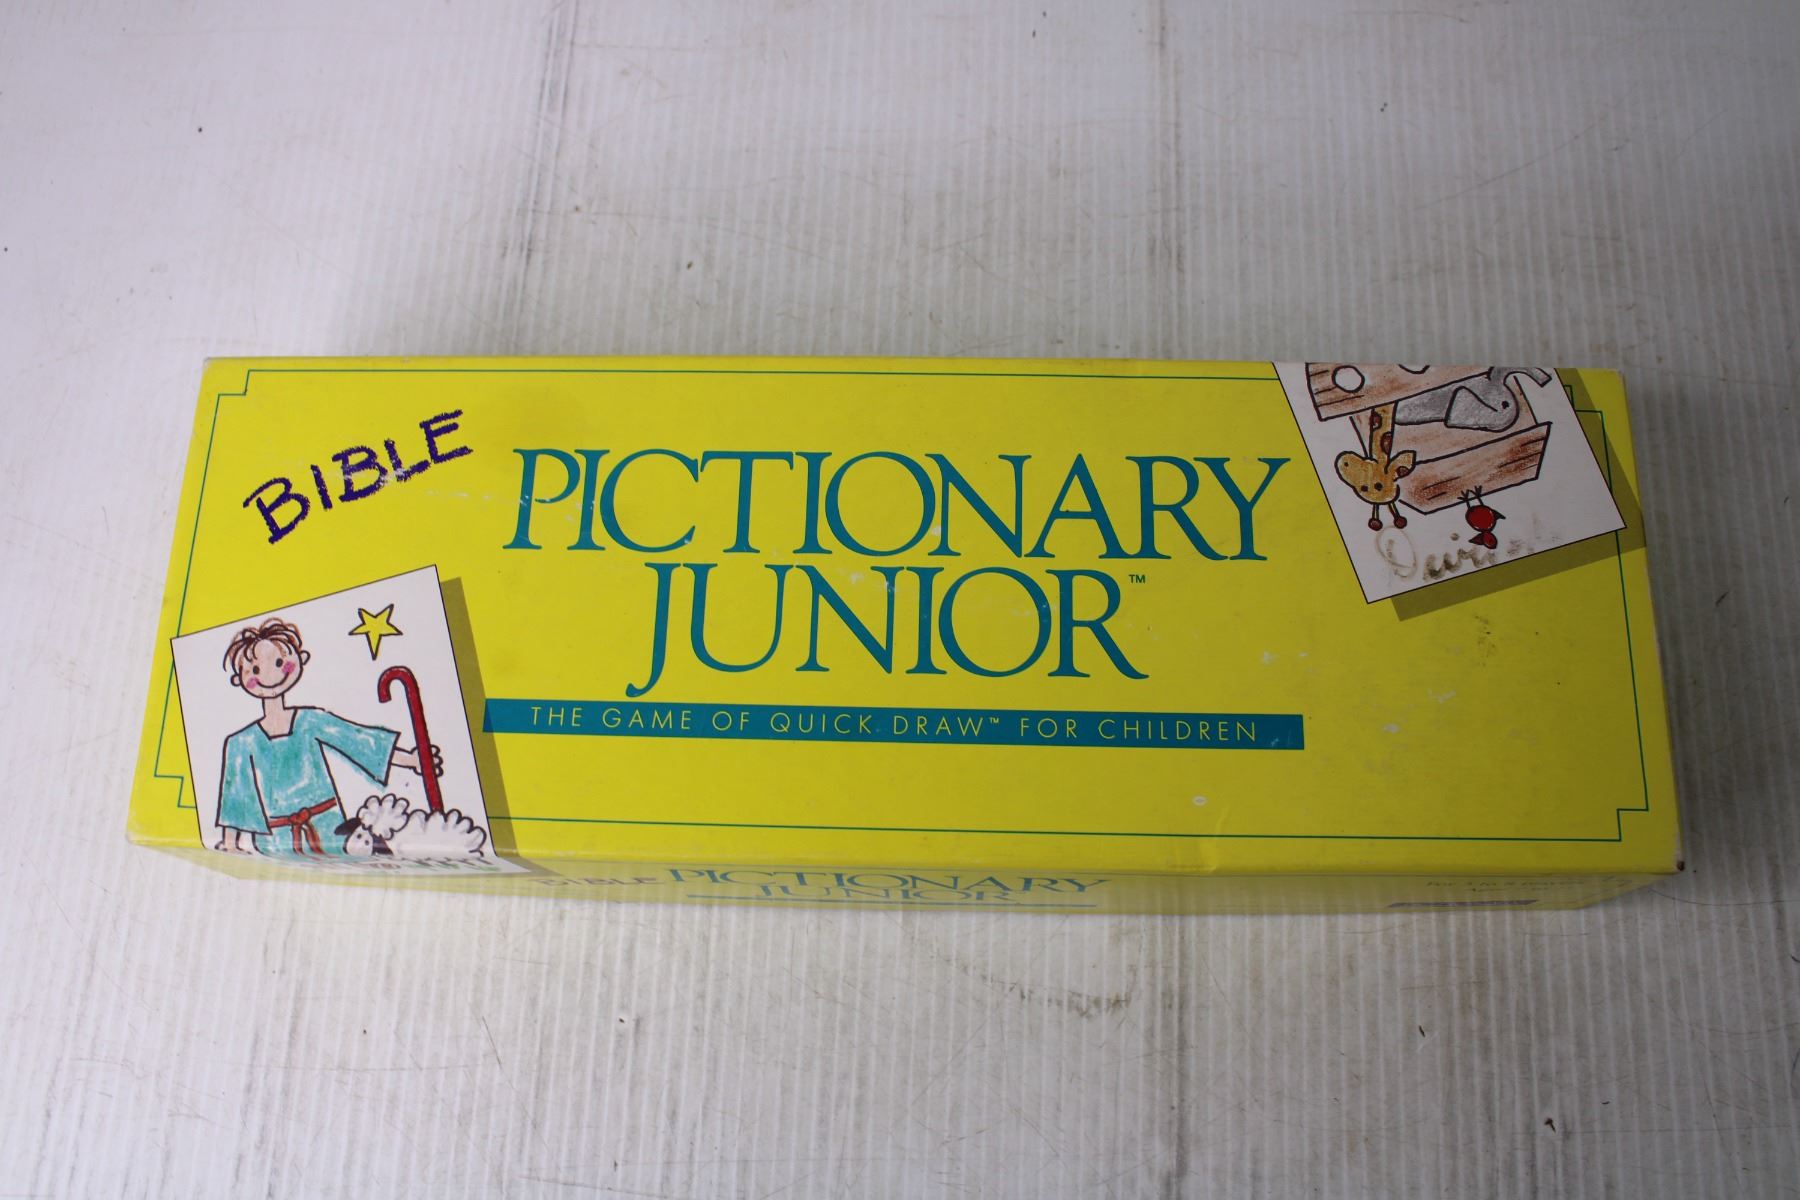 BIBLE
PICTIONARY
JUNIOR™
THE GAME OF QUICK DRAW™ FOR CHILDREN
BIBLE PICTIONARY
JUNIOR